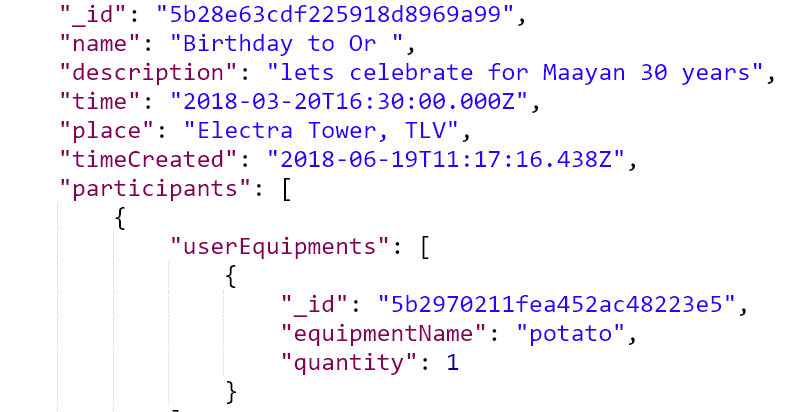 "_id": "5b28e63cdf225918d8969a99",
"name": "Birthday to Or ",
"description": "lets celebrate for Maayan 30 years",
"time": "2018-03-20T16:30:00.000Z",
"place": "Electra Tower, TLV",
"timeCreated": "2018-06-19T11:17:16.438Z",
"participants": [
{
"userEquipments": [
{
"_id": "5b2970211fea452ac48223e5",
"equipmentName": "potato",
"quantity": 1
}